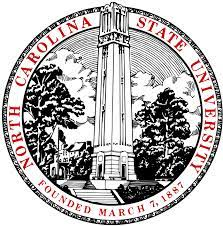 NORTH CAROLINA STATE UNIVERSITY
FOUNDED MARCH 7, 1887